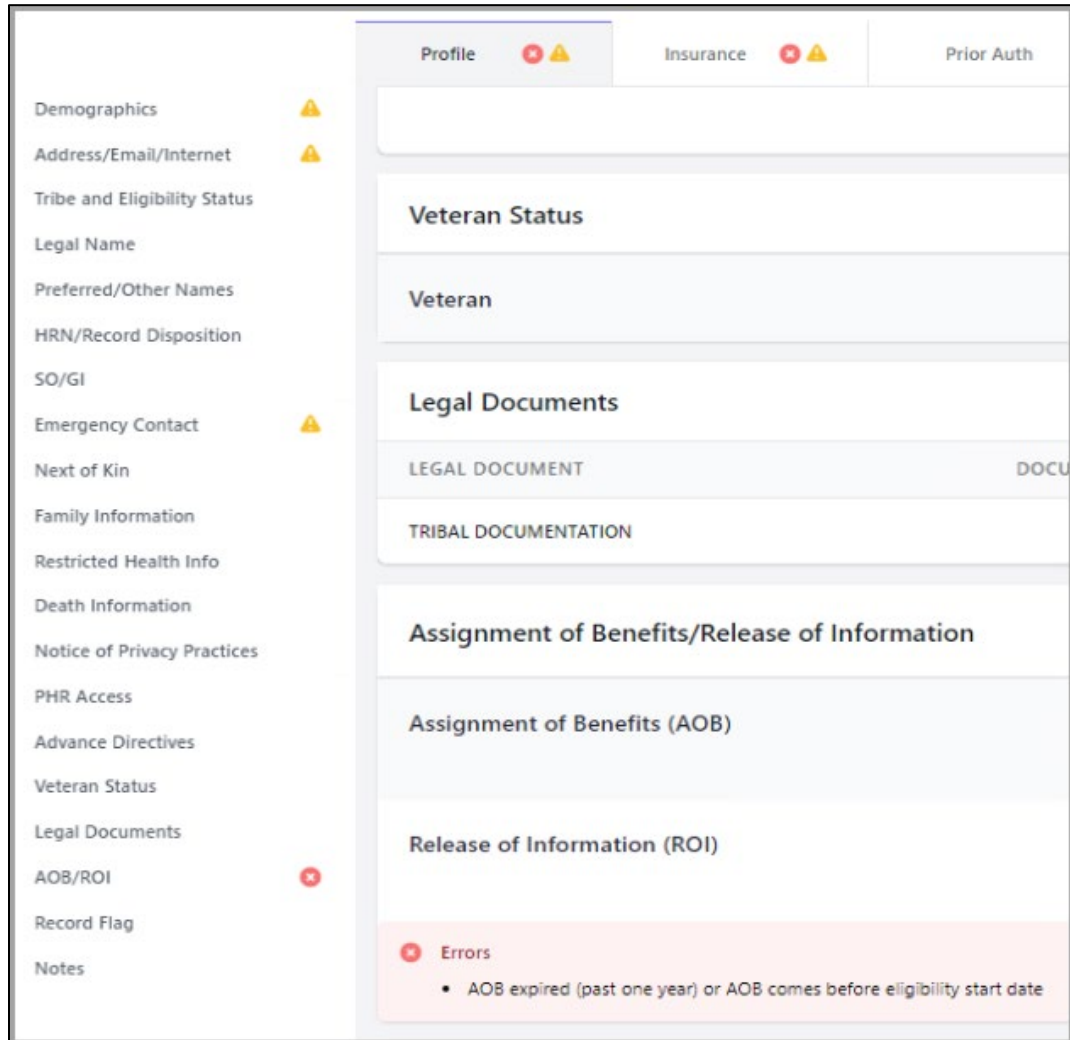 Profile
Insurance
Prior Auth
Demographics
Address/Email/Internet
Tribe and Eligibility Status
Legal Name
Preferred/Other Names
HRN/Record Disposition
SO/GI
Emergency Contact
Next of Kin
Family Information
Restricted Health Info
Death Information
Notice of Privacy Practices
PHR Access
Advance Directives
Veteran Status
Legal Documents
AOB/ROI
Record Flag
Notes
Veteran Status
Veteran
Legal Documents
LEGAL DOCUMENT DOCU
TRIBAL DOCUMENTATION
Assignment of Benefits/Release of Information
Assignment of Benefits (AOB)
Release of Information (ROI)
Errors
• AOB expired (past one year) or AOB comes before eligibility start date